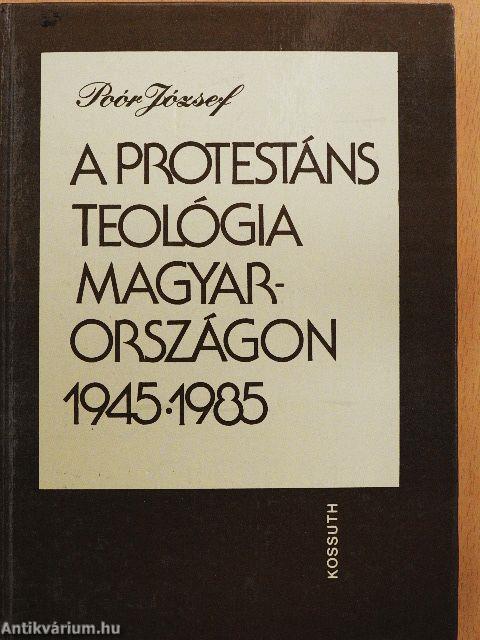 Poór József
A PROTESTÁNS
TEOLÓGIA
MAGYAR-
ORSZÁGON
1945·1985
KOSSUTH
Antikvárium.hu